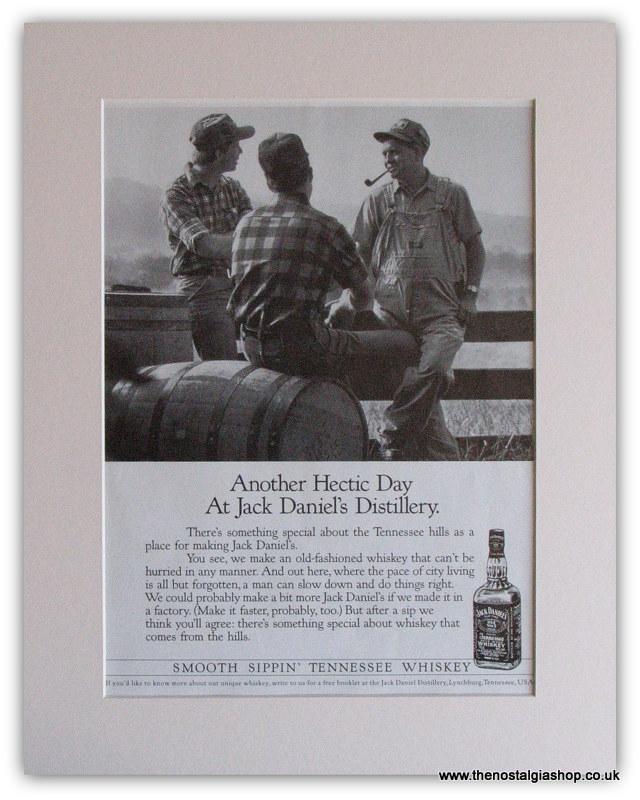 Another Hectic Day
At Jack Daniel's Distillery.
There's something special about the Tennessee hills as a
place for making Jack Daniel's.
You see, we make an old-fashioned whiskey that can't be
hurried in any manner. And out here, where the pace of city living
is all but forgotten, a man can slow down and do things right.
We could probably make a bit more Jack Daniel's if we made it in
a factory. (Make it faster, probably, too.) But after a sip we
think you'll agree: there's something special about whiskey that
comes from the hills.
JACK DANIEL'S
TENNESSEE
WHISKEY
SMOOTH SIPPIN' TENNESSEE WHISKEY
If you'd like to know more about our unique whiskey, write to us for a free booklet at the Jack Daniel Distillery, Lynchburg, Tennessee, USA
www.thenostalgiashop.co.uk